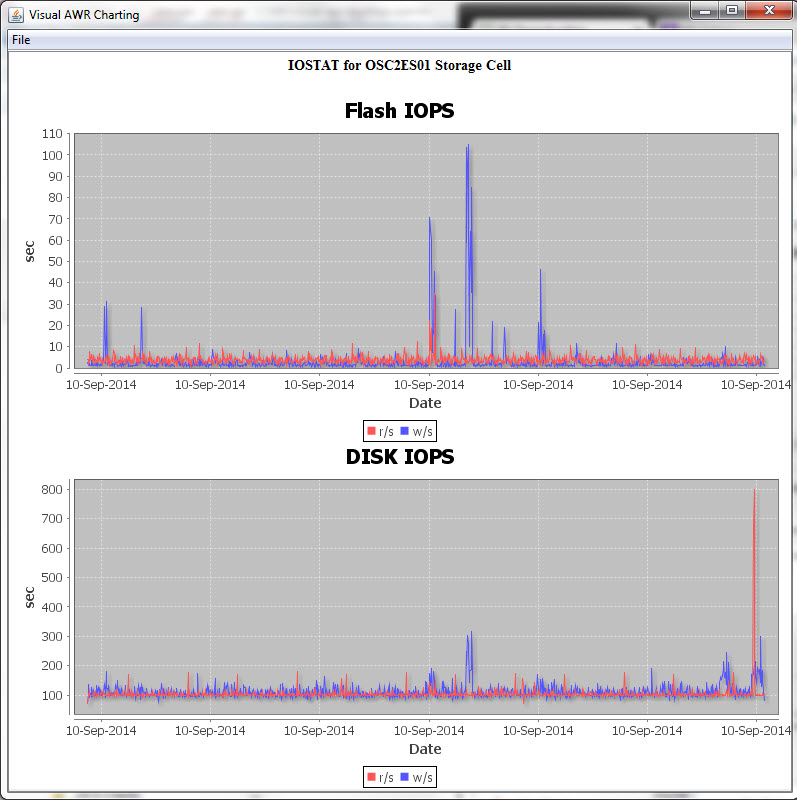 Visual AWR Charting
File
IOSTAT for OSC2ES01 Storage Cell
Flash IOPS
110
100
90
80
70
60
50
40
30
20
10
0
sec
10-Sep-2014 10-Sep-2014 10-Sep-2014 10-Sep-2014 10-Sep-2014 10-Sep-2014 10-Sep-2014
Date
r/s w/s
DISK IOPS
800
700
600
500
400
300
200
100
sec
10-Sep-2014 10-Sep-2014 10-Sep-2014 10-Sep-2014 10-Sep-2014 10-Sep-2014 10-Sep-2014
Date
r/s w/s